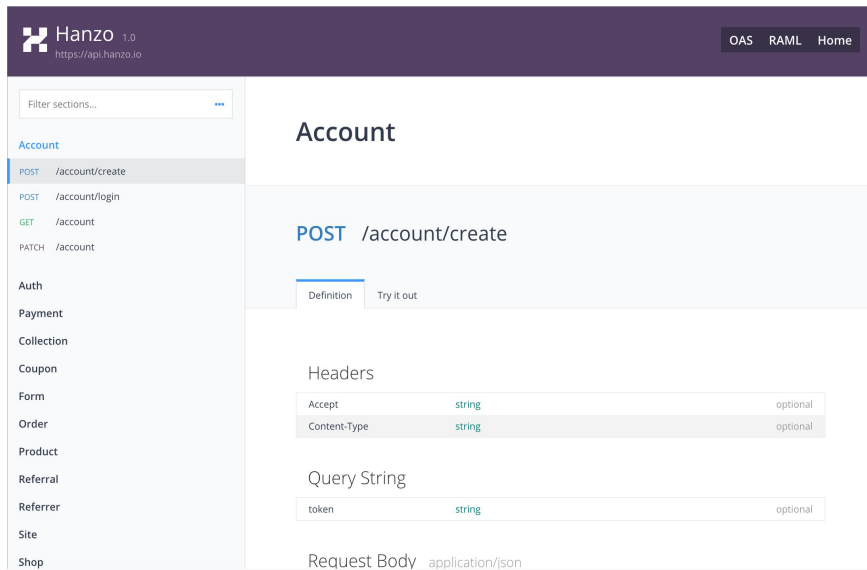 Hanzo 1.0
https://api.hanzo.io
OAS RAML Home
Filter sections...
Account
POST /account/create
POST /account/login
GET /account
PATCH /account
Auth
Payment
Collection
Coupon
Form
Order
Product
Referral
Referrer
Site
Shop
Account
POST /account/create
Definition Try it out
Headers
Accept string optional
Content-Type string optional
Query String
token string optional
Request Body application/json